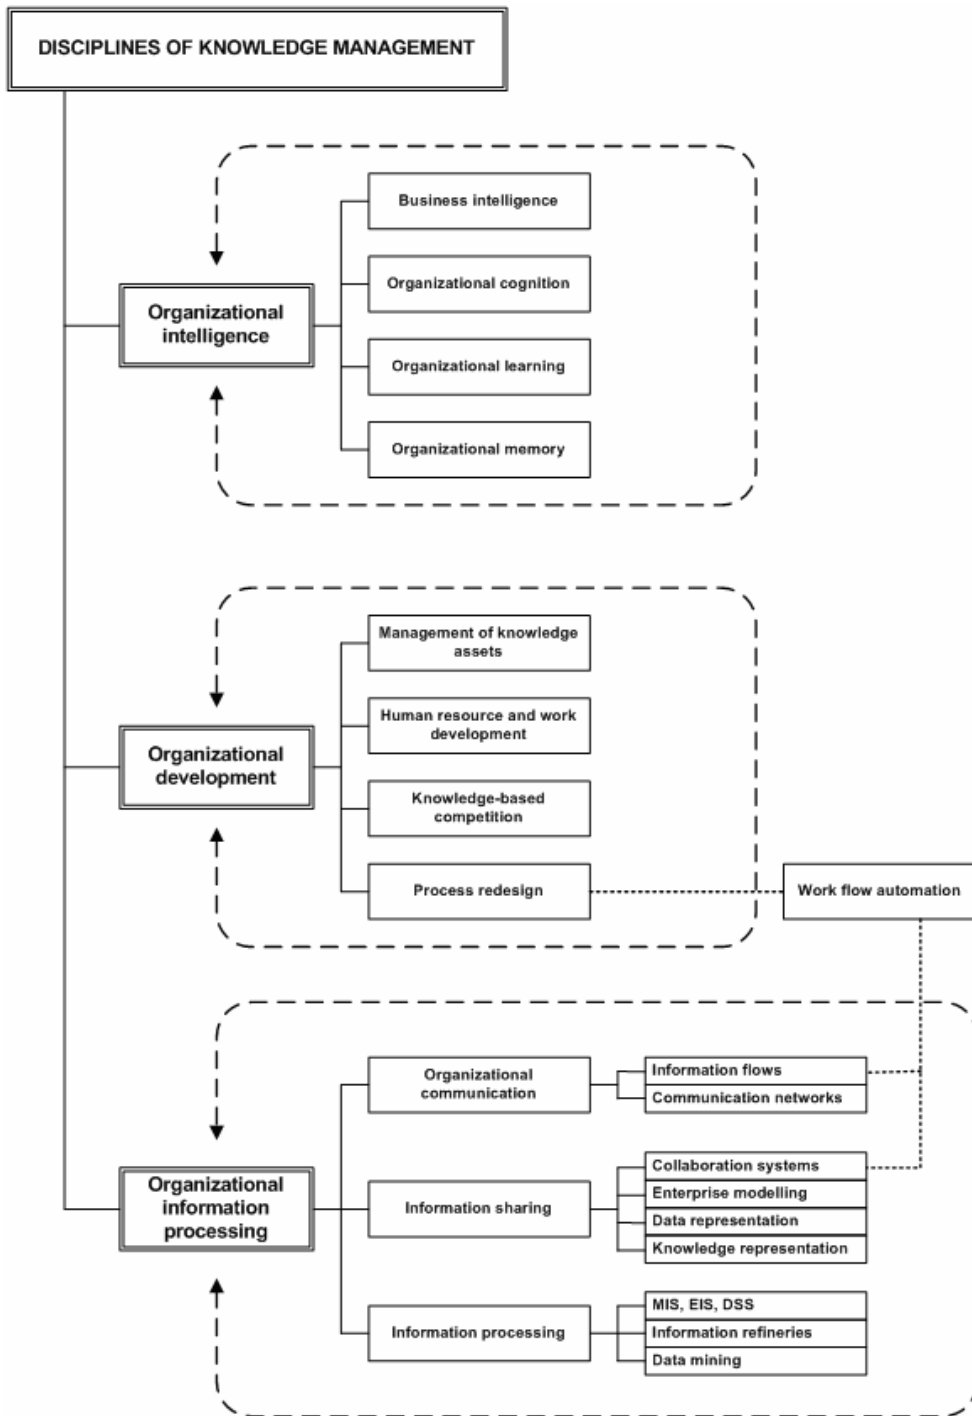 DISCIPLINES OF KNOWLEDGE MANAGEMENT
Business intelligence
Organizational cognition
Organizational
intelligence
Organizational learning
Organizational memory
Management of knowledge
assets
Human resource and work
development
Organizational
development
Knowledge-based
competition
Process redesign
Work flow automation
Organizational
communication
Information flows
Communication networks
Organizational
information
processing
Information sharing
Collaboration systems
Enterprise modelling
Data representation
Knowledge representation
Information processing
MIS, EIS, DSS
Information refineries
Data mining